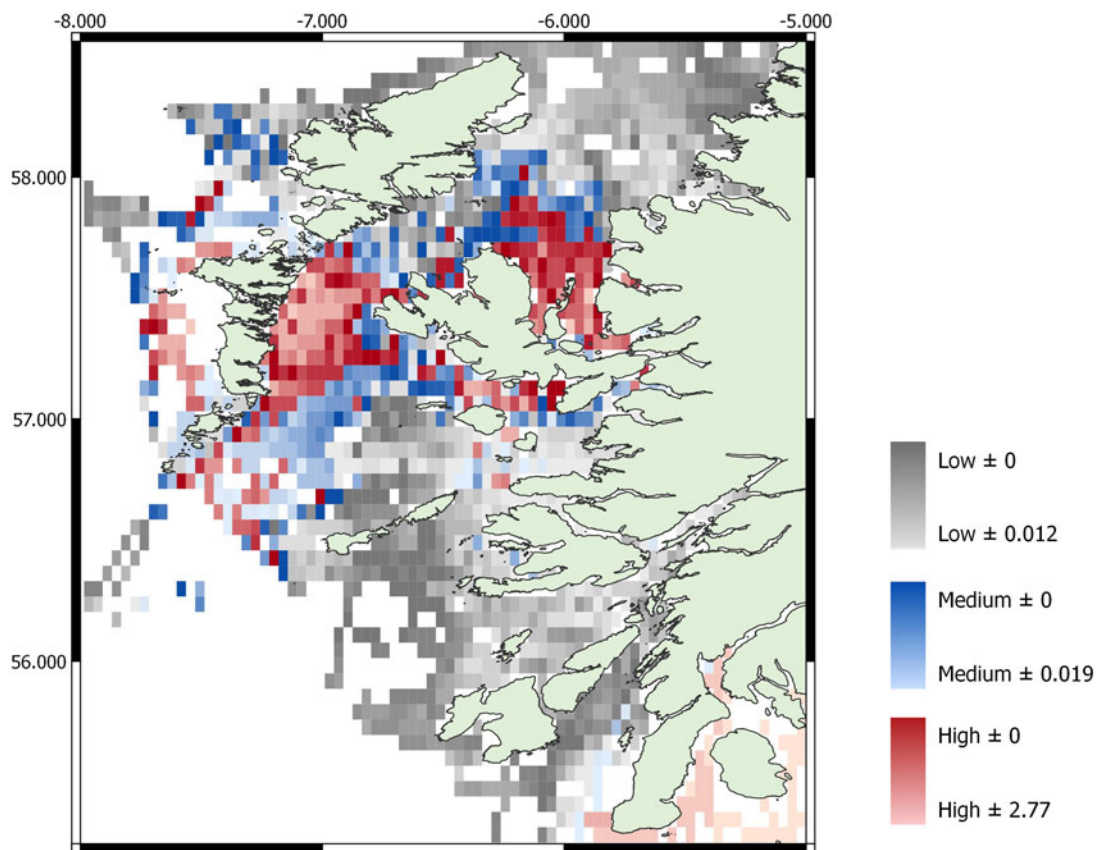 -8.000 -7.000 -6.000 -5.000
58.000
57.000
56.000
Low ± 0
Low ± 0.012
Medium ± 0
Medium ± 0.019
High ± 0
High ± 2.77